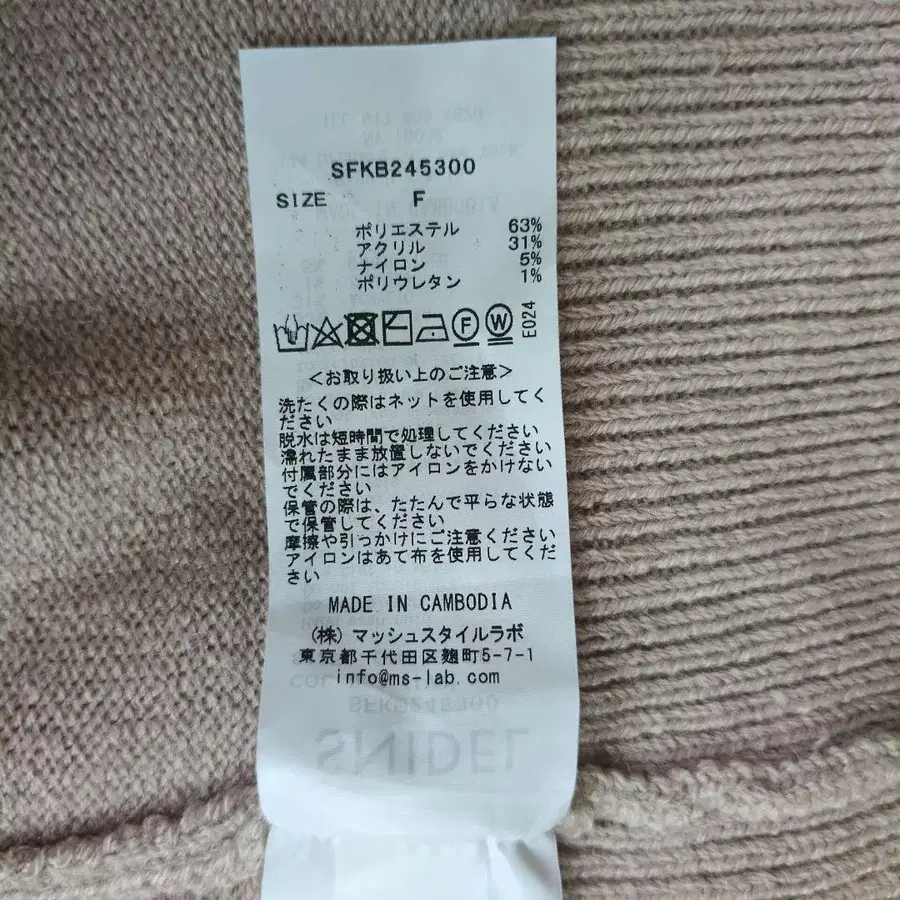 SFKB245300
SIZE F
ポリエステル 63%
アクリル 31%
ナイロン 5%
ポリウレタン 1%
F W E024
＜お取り扱い上のご注意＞
洗たくの際はネットを使用してく
ださい
脱水は短時間で処理してください
濡れたまま放置しないでください
付属部分にはアイロンをかけない
でください
保管の際は、たたんで平らな状態
で保管してください
摩擦や引っかけにご注意ください
アイロンはあて布を使用してくだ
さい
MADE IN CAMBODIA
(株) マッシュスタイルラボ
東京都千代田区麹町5-7-1
info@ms-lab.com
SFKB245300
SNIDEL